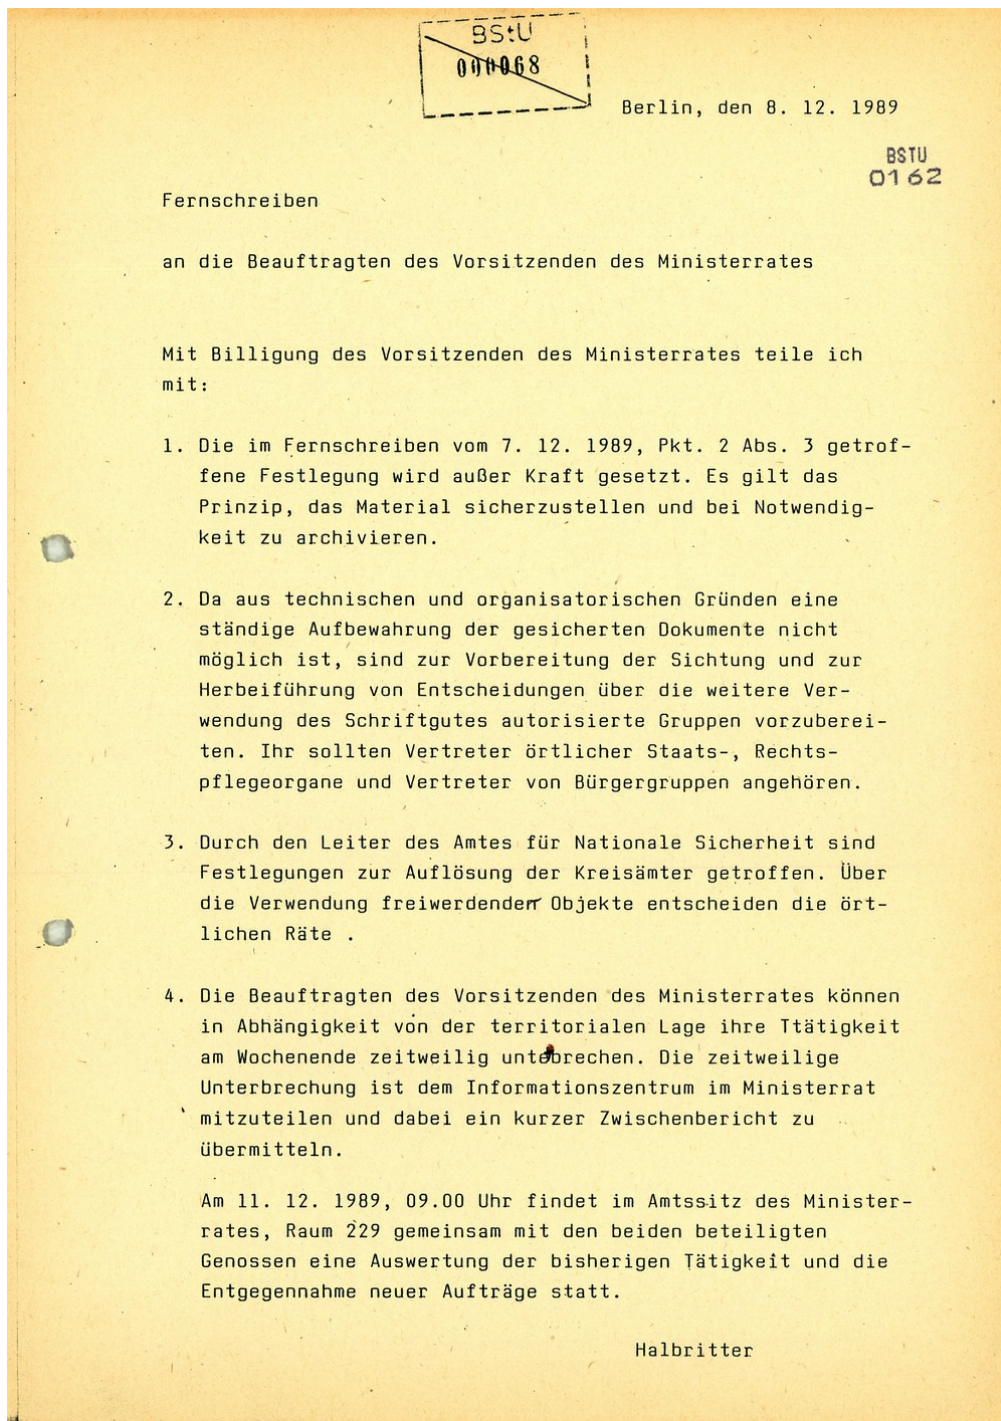 BStU
000068
Berlin, den 8. 12. 1989
BSTU
0162
Fernschreiben
an die Beauftragten des Vorsitzenden des Ministerrates
Mit Billigung des Vorsitzenden des Ministerrates teile ich
mit:
1. Die im Fernschreiben vom 7. 12. 1989, Pkt. 2 Abs. 3 getrof-
fene Festlegung wird außer Kraft gesetzt. Es gilt das
Prinzip, das Material sicherzustellen und bei Notwendig-
keit zu archivieren.
2. Da aus technischen und organisatorischen Gründen eine
ständige Aufbewahrung der gesicherten Dokumente nicht
möglich ist, sind zur Vorbereitung der Sichtung und zur
Herbeiführung von Entscheidungen über die weitere Ver-
wendung des Schriftgutes autorisierte Gruppen vorzuberei-
ten. Ihr sollten Vertreter örtlicher Staats-, Rechts-
pflegeorgane und Vertreter von Bürgergruppen angehören.
3. Durch den Leiter des Amtes für Nationale Sicherheit sind
Festlegungen zur Auflösung der Kreisämter getroffen. Über
die Verwendung freiwerdender Objekte entscheiden die ört-
lichen Räte .
4. Die Beauftragten des Vorsitzenden des Ministerrates können
in Abhängigkeit von der territorialen Lage ihre Ttätigkeit
am Wochenende zeitweilig untebrechen. Die zeitweilige
Unterbrechung ist dem Informationszentrum im Ministerrat
mitzuteilen und dabei ein kurzer Zwischenbericht zu
übermitteln.
Am 11. 12. 1989, 09.00 Uhr findet im Amtssitz des Minister-
rates, Raum 229 gemeinsam mit den beiden beteiligten
Genossen eine Auswertung der bisherigen Tätigkeit und die
Entgegennahme neuer Aufträge statt.
Halbritter